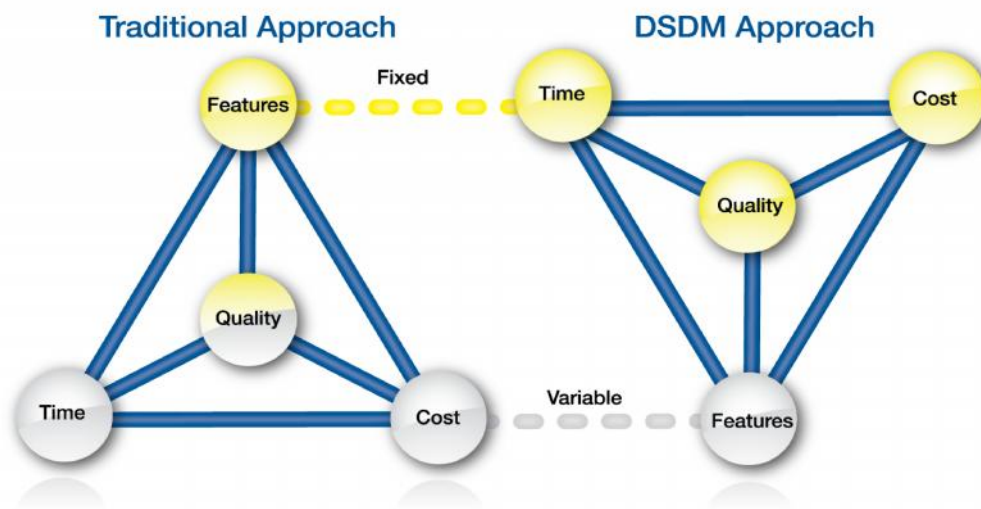 Traditional Approach
DSDM Approach
Fixed
Features
Time
Cost
Quality
Quality
Variable
Time
Cost
Features